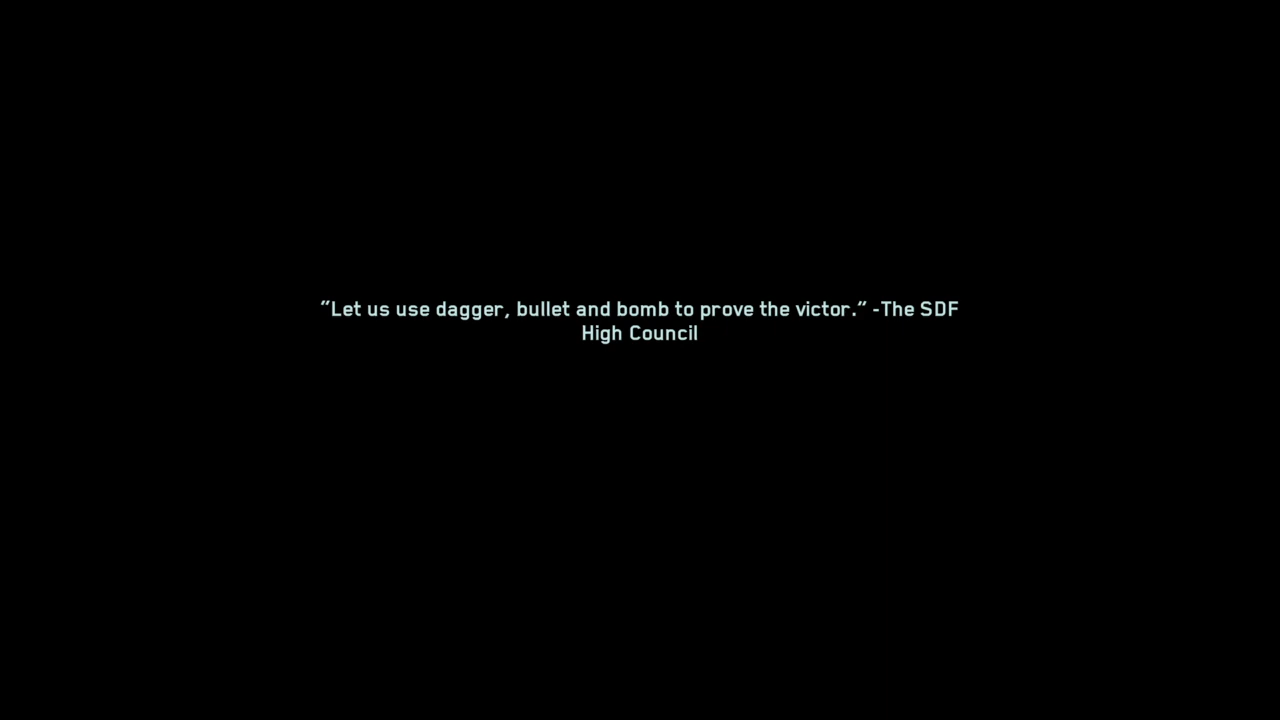 “Let us use dagger, bullet and bomb to prove the victor.” -The SDF
High Council